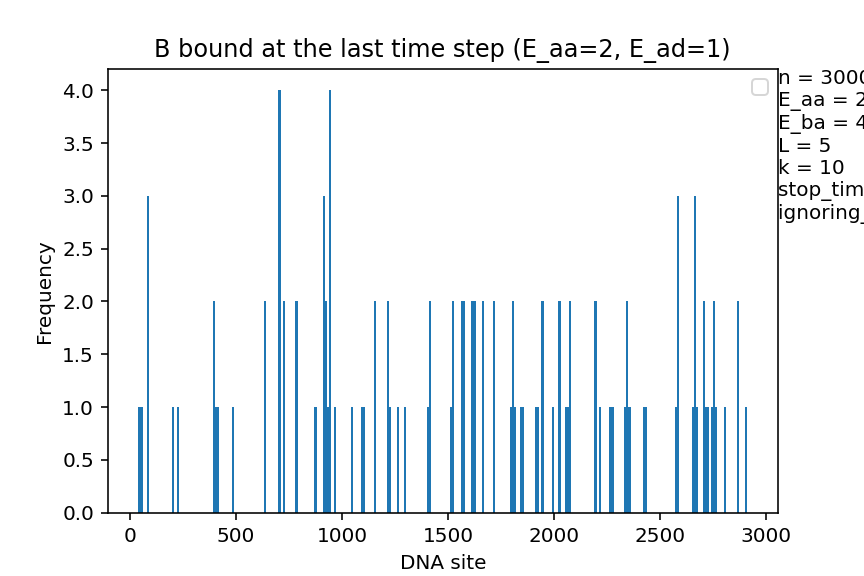 B bound at the last time step (E_aa=2, E_ad=1)
n = 3000
E_aa = 2
E_ba = 4
L = 5
k = 10
stop_tim
ignoring_
4.0
3.5
3.0
2.5
2.0
1.5
1.0
0.5
0.0
Frequency
0 500 1000 1500 2000 2500 3000
DNA site